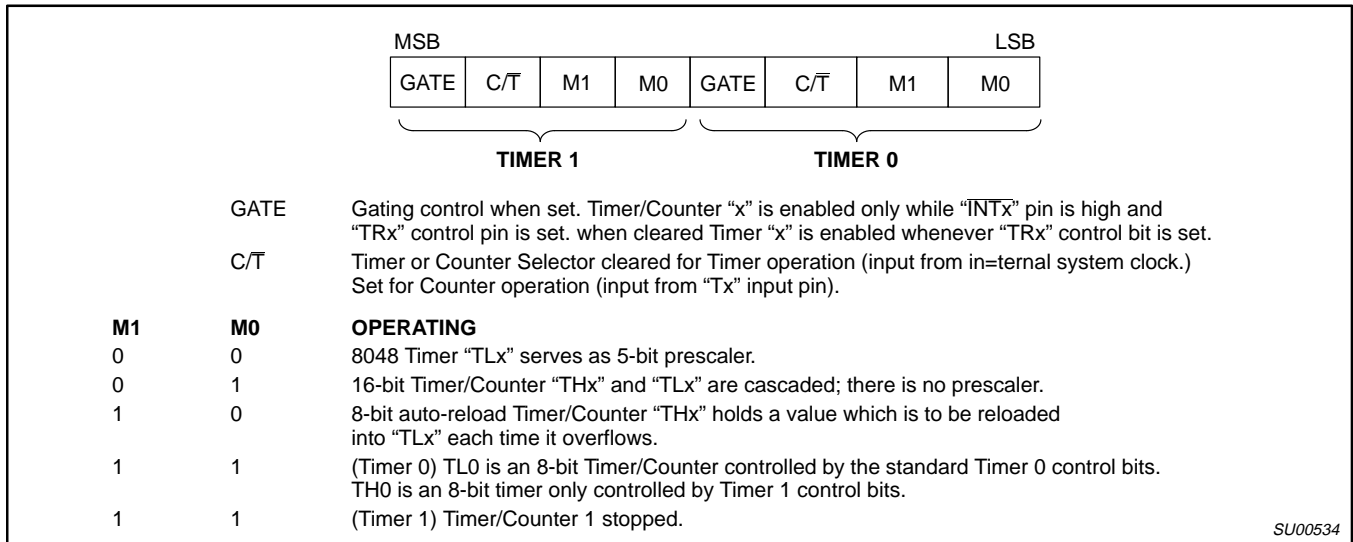 MSB LSB
GATE C/T̅ M1 M0 GATE C/T̅ M1 M0
TIMER 1 TIMER 0
GATE Gating control when set. Timer/Counter “x” is enabled only while “I̅N̅T̅x̅” pin is high and
“TRx” control pin is set. when cleared Timer “x” is enabled whenever “TRx” control bit is set.
C/T̅ Timer or Counter Selector cleared for Timer operation (input from in=ternal system clock.)
Set for Counter operation (input from “Tx” input pin).
M1 M0 OPERATING
0 0 8048 Timer “TLx” serves as 5-bit prescaler.
0 1 16-bit Timer/Counter “THx” and “TLx” are cascaded; there is no prescaler.
1 0 8-bit auto-reload Timer/Counter “THx” holds a value which is to be reloaded
into “TLx” each time it overflows.
1 1 (Timer 0) TL0 is an 8-bit Timer/Counter controlled by the standard Timer 0 control bits.
TH0 is an 8-bit timer only controlled by Timer 1 control bits.
1 1 (Timer 1) Timer/Counter 1 stopped.
SU00534